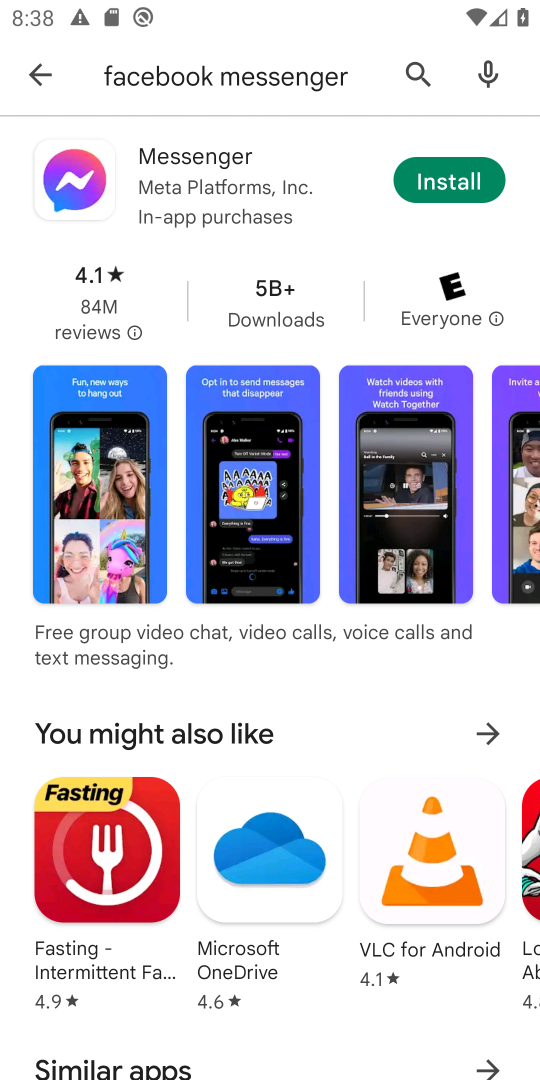 8:38
facebook messenger
Messenger
Meta Platforms, Inc.
In-app purchases
Install
4.1★
84M
reviews
5B+
Downloads
E
Everyone
Fun, new ways
to hang out
Opt in to send messages
that disappear
Watch videos with
friends using
Watch Together
Invite a
Free group video chat, video calls, voice calls and
text messaging.
You might also like
Fasting
Fasting -
Intermittent Fa...
4.9★
Microsoft
OneDrive
4.6★
VLC for Android
4.1★
Lo
Ab
4.
Similar apps